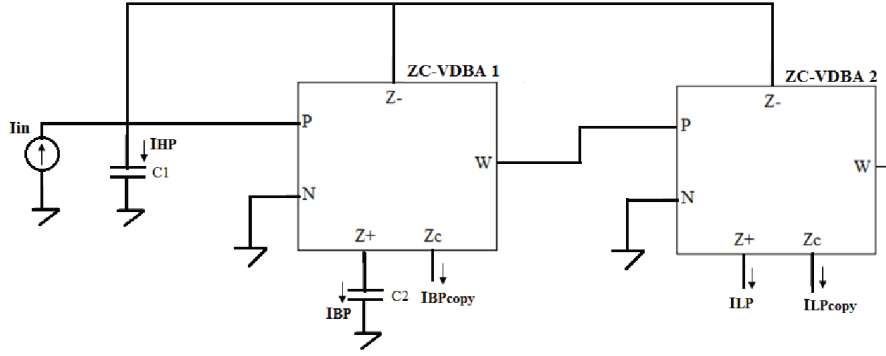 ZC-VDBA 1
ZC-VDBA 2
Z-
Z-
Iin
P
P
IHP
C1
W
W
N
N
Z+
Zc
Z+
Zc
IBP
C2
IBPcopy
ILP
ILPcopy